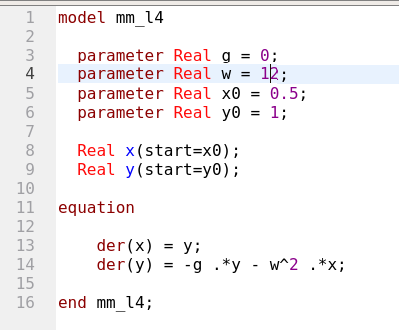 1 model mm_l4
2
3   parameter Real g = 0;
4   parameter Real w = 12;
5   parameter Real x0 = 0.5;
6   parameter Real y0 = 1;
7
8   Real x(start=x0);
9   Real y(start=y0);
10
11 equation
12
13     der(x) = y;
14     der(y) = -g .*y - w^2 .*x;
15
16 end mm_l4;